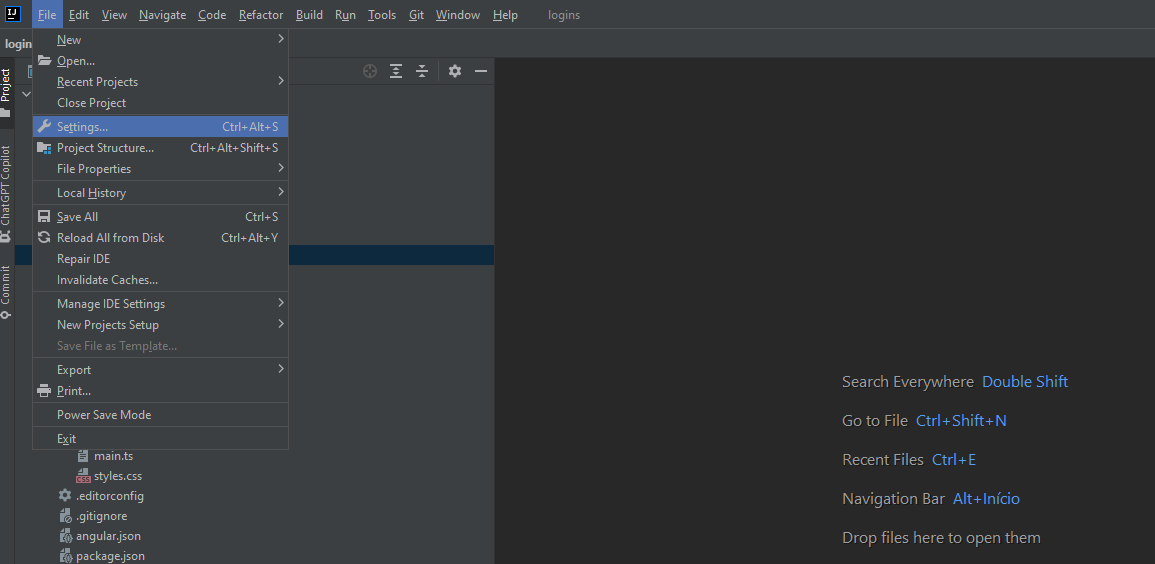 IJ File Edit View Navigate Code Refactor Build Run Tools Git Window Help logins
login
New
Open...
Recent Projects
Close Project
Settings... Ctrl+Alt+S
Project Structure... Ctrl+Alt+Shift+S
File Properties
Local History
Save All Ctrl+S
Reload All from Disk Ctrl+Alt+Y
Repair IDE
Invalidate Caches...
Manage IDE Settings
New Projects Setup
Save File as Template...
Export
Print...
Power Save Mode
Exit
Project
ChatGPT Copilot
Commit
main.ts
CSS styles.css
.editorconfig
.gitignore
angular.json
package.json
Search Everywhere Double Shift
Go to File Ctrl+Shift+N
Recent Files Ctrl+E
Navigation Bar Alt+Início
Drop files here to open them